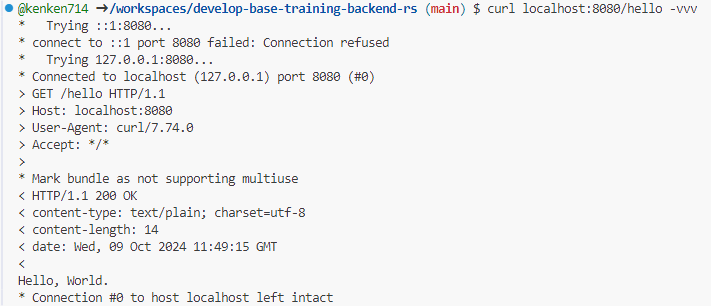 @kenken714 →/workspaces/develop-base-training-backend-rs (main) $ curl localhost:8080/hello -vvv
*   Trying ::1:8080...
* connect to ::1 port 8080 failed: Connection refused
*   Trying 127.0.0.1:8080...
* Connected to localhost (127.0.0.1) port 8080 (#0)
> GET /hello HTTP/1.1
> Host: localhost:8080
> User-Agent: curl/7.74.0
> Accept: */*
>
* Mark bundle as not supporting multiuse
< HTTP/1.1 200 OK
< content-type: text/plain; charset=utf-8
< content-length: 14
< date: Wed, 09 Oct 2024 11:49:15 GMT
<
Hello, World.
* Connection #0 to host localhost left intact